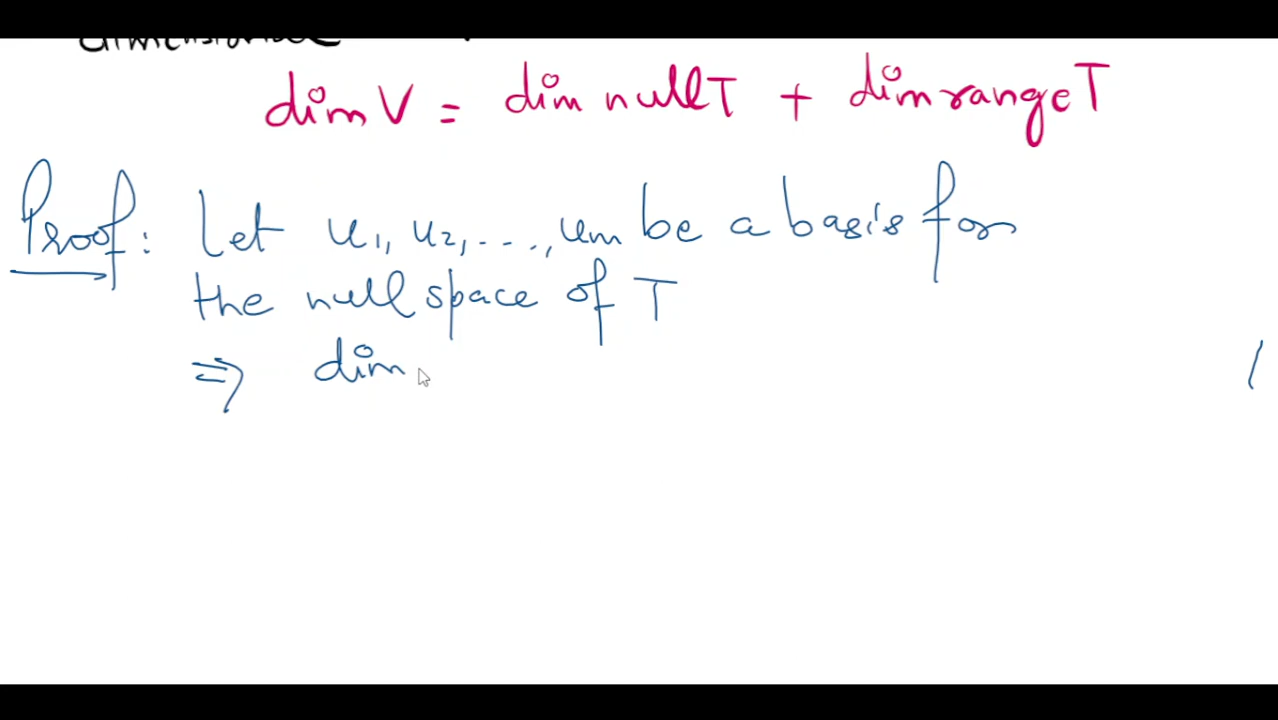 dim V = dim null T + dim range T
Proof: Let u1, u2, ..., um be a basis for
the null space of T
⇒ dim